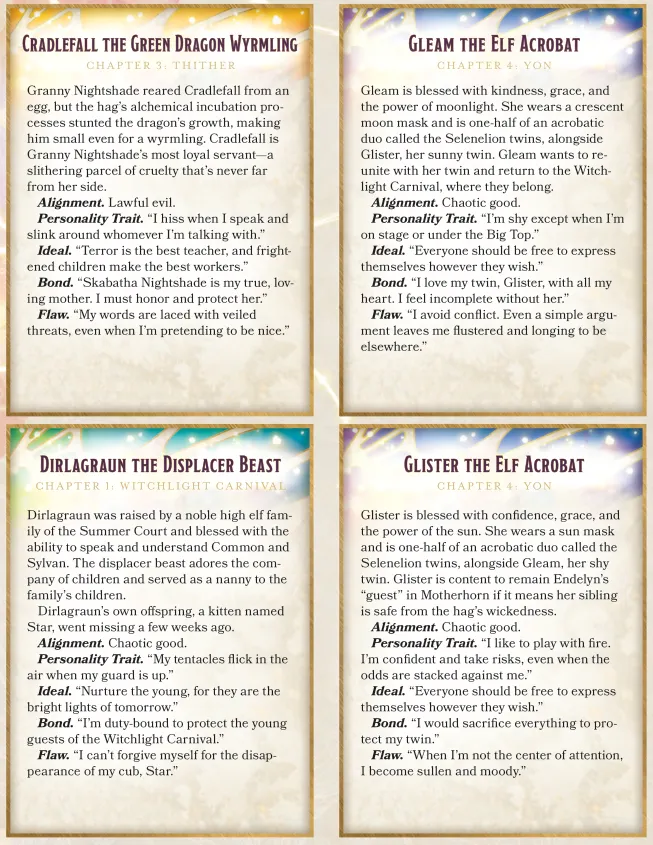 CRADLEFALL THE GREEN DRAGON WYRMLING
CHAPTER 3: THITHER
Granny Nightshade reared Cradlefall from an
egg, but the hag's alchemical incubation pro-
cesses stunted the dragon's growth, making
him small even for a wyrmling. Cradlefall is
Granny Nightshade's most loyal servant—a
slithering parcel of cruelty that's never far
from her side.
Alignment. Lawful evil.
Personality Trait. “I hiss when I speak and
slink around whomever I'm talking with.”
Ideal. “Terror is the best teacher, and fright-
ened children make the best workers.”
Bond. “Skabatha Nightshade is my true, lov-
ing mother. I must honor and protect her.”
Flaw. “My words are laced with veiled
threats, even when I'm pretending to be nice.”
GLEAM THE ELF ACROBAT
CHAPTER 4: YON
Gleam is blessed with kindness, grace, and
the power of moonlight. She wears a crescent
moon mask and is one-half of an acrobatic
duo called the Selenelion twins, alongside
Glister, her sunny twin. Gleam wants to re-
unite with her twin and return to the Witch-
light Carnival, where they belong.
Alignment. Chaotic good.
Personality Trait. “I'm shy except when I'm
on stage or under the Big Top.”
Ideal. “Everyone should be free to express
themselves however they wish.”
Bond. “I love my twin, Glister, with all my
heart. I feel incomplete without her.”
Flaw. “I avoid conflict. Even a simple argu-
ment leaves me flustered and longing to be
elsewhere.”
DIRLAGRAUN THE DISPLACER BEAST
CHAPTER 1: WITCHLIGHT CARNIVAL
Dirlagraun was raised by a noble high elf fam-
ily of the Summer Court and blessed with the
ability to speak and understand Common and
Sylvan. The displacer beast adores the com-
pany of children and served as a nanny to the
family's children.
Dirlagraun's own offspring, a kitten named
Star, went missing a few weeks ago.
Alignment. Chaotic good.
Personality Trait. “My tentacles flick in the
air when my guard is up.”
Ideal. “Nurture the young, for they are the
bright lights of tomorrow.”
Bond. “I'm duty-bound to protect the young
guests of the Witchlight Carnival.”
Flaw. “I can't forgive myself for the disap-
pearance of my cub, Star.”
GLISTER THE ELF ACROBAT
CHAPTER 4: YON
Glister is blessed with confidence, grace, and
the power of the sun. She wears a sun mask
and is one-half of an acrobatic duo called the
Selenelion twins, alongside Gleam, her shy
twin. Glister is content to remain Endelyn's
“guest” in Motherhorn if it means her sibling
is safe from the hag's wickedness.
Alignment. Chaotic good.
Personality Trait. “I like to play with fire.
I'm confident and take risks, even when the
odds are stacked against me.”
Ideal. “Everyone should be free to express
themselves however they wish.”
Bond. “I would sacrifice everything to pro-
tect my twin.”
Flaw. “When I'm not the center of attention,
I become sullen and moody.”